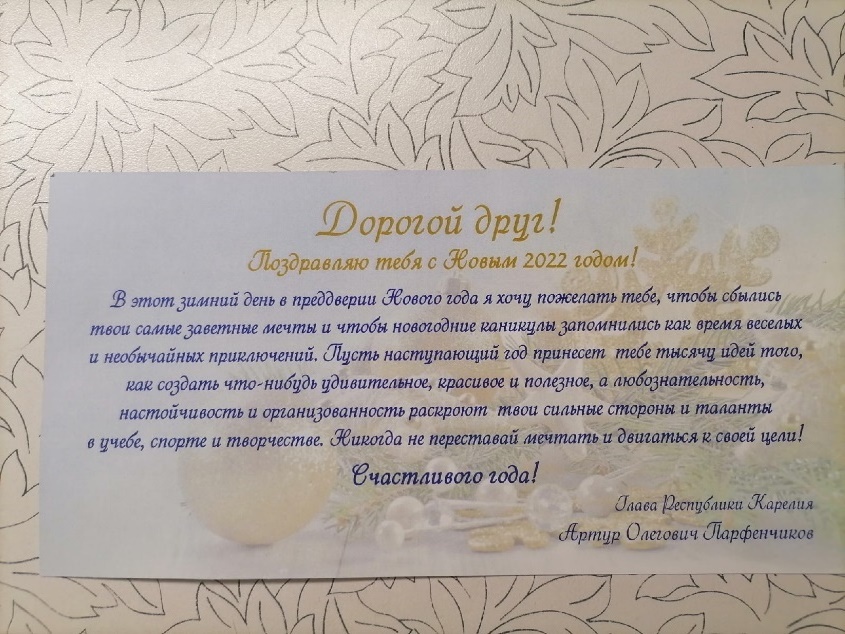 Дорогой друг!
Поздравляю тебя с Новым 2022 годом!
В этот зимний день в преддверии Нового года я хочу пожелать тебе, чтобы сбылись
твои самые заветные мечты и чтобы новогодние каникулы запомнились как время веселых
и необычайных приключений. Пусть наступающий год принесет тебе тысячу идей того,
как создать что-нибудь удивительное, красивое и полезное, а любознательность,
настойчивость и организованность раскроют твои сильные стороны и таланты
в учебе, спорте и творчестве. Никогда не переставай мечтать и двигаться к своей цели!
Счастливого года!
Глава Республики Карелия
Артур Олегович Парфенчиков